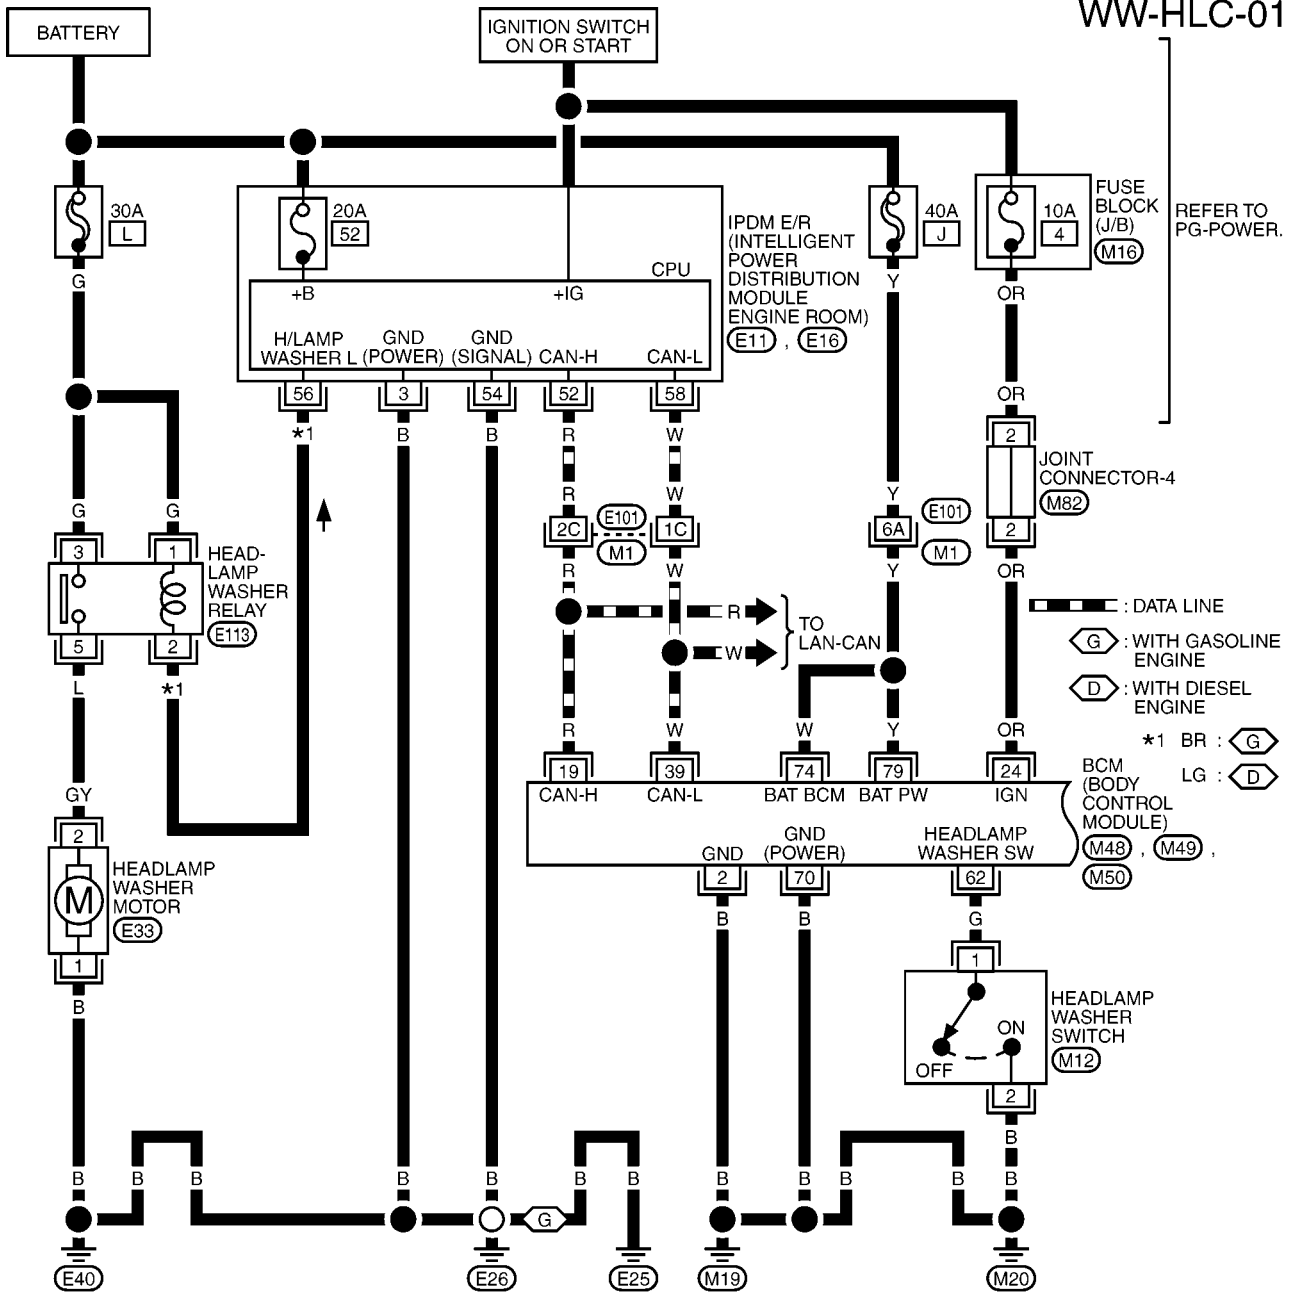 WW-HLC-01
BATTERY
IGNITION SWITCH
ON OR START
30A
L
20A
52
40A
J
10A
4
FUSE
BLOCK
(J/B)
M16
REFER TO
PG-POWER.
IPDM E/R
(INTELLIGENT
POWER
DISTRIBUTION
MODULE
ENGINE ROOM)
E11 , E16
CPU
+B
+IG
H/LAMP
WASHER L
GND
(POWER)
GND
(SIGNAL)
CAN-H
CAN-L
G
Y
OR
56
3
54
52
58
*1
B
B
R
W
OR
2
JOINT
CONNECTOR-4
M82
2
G
G
R
W
Y
2C
E101
M1
1C
6A
E101
M1
3
1
HEAD-
LAMP
WASHER
RELAY
E113
5
2
R
W
Y
OR
R
W
TO
LAN-CAN
: DATA LINE
G : WITH GASOLINE
ENGINE
D : WITH DIESEL
ENGINE
*1 BR : G
LG : D
L
*1
R
W
W
Y
OR
19
39
74
79
24
CAN-H
CAN-L
BAT BCM
BAT PW
IGN
BCM
(BODY
CONTROL
MODULE)
M48 , M49 ,
M50
GND
GND
(POWER)
HEADLAMP
WASHER SW
2
70
62
GY
2
M
HEADLAMP
WASHER
MOTOR
E33
1
B
B
B
G
1
ON
OFF
HEADLAMP
WASHER
SWITCH
M12
2
B
B
B
B
B
B
B
B
B
B
B
B
B
G
E40
E26
E25
M19
M20